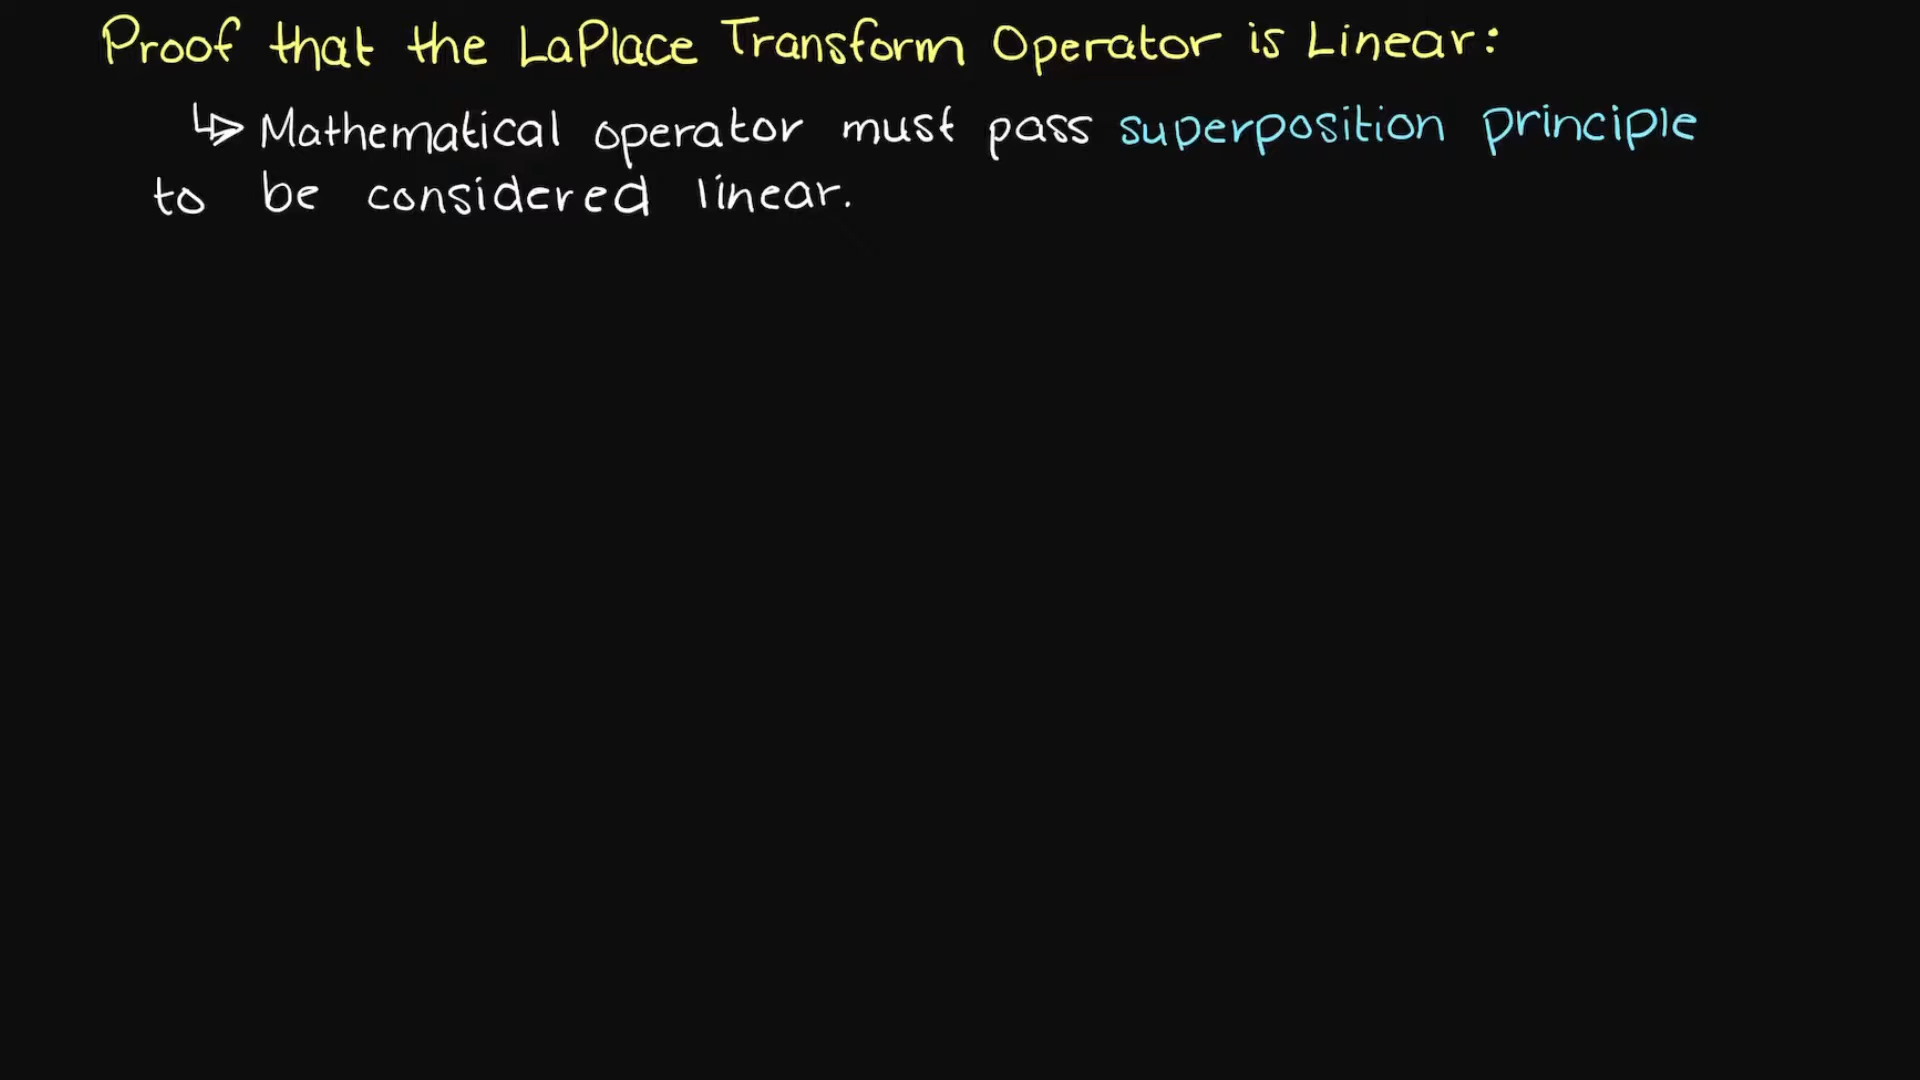 Proof that the LaPlace Transform Operator is Linear:
↳ Mathematical operator must pass superposition principle
to be considered linear.